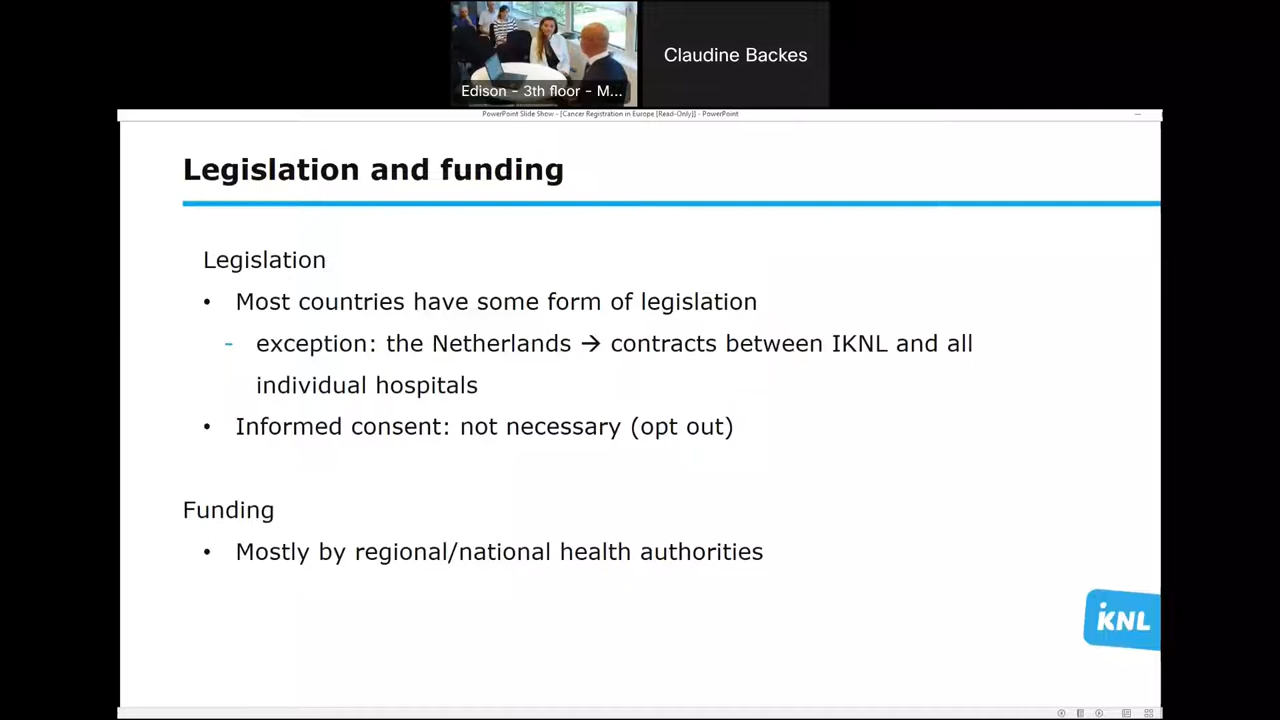 Edison - 3th floor - M...
Claudine Backes
PowerPoint Slide Show - [Cancer Registration in Europe [Read-Only]] - PowerPoint
Legislation and funding
Legislation
• Most countries have some form of legislation
- exception: the Netherlands → contracts between IKNL and all
individual hospitals
• Informed consent: not necessary (opt out)
Funding
• Mostly by regional/national health authorities
iKNL